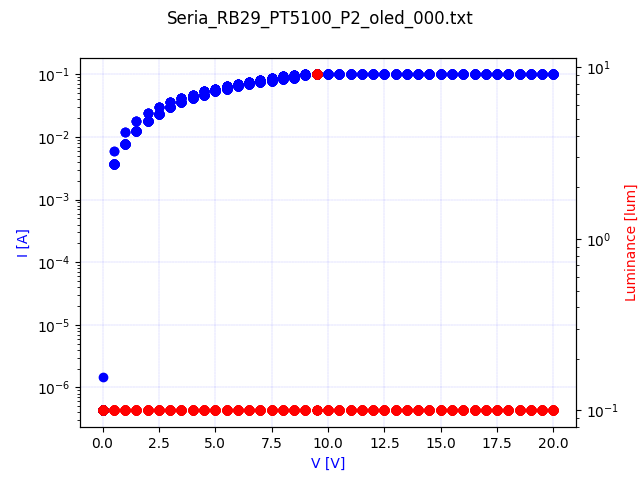 Seria_RB29_PT5100_P2_oled_000.txt
10⁻¹
10⁻²
10⁻³
10⁻⁴
10⁻⁵
10⁻⁶
I [A]
10¹
10⁰
10⁻¹
Luminance [lum]
0.0 2.5 5.0 7.5 10.0 12.5 15.0 17.5 20.0
V [V]